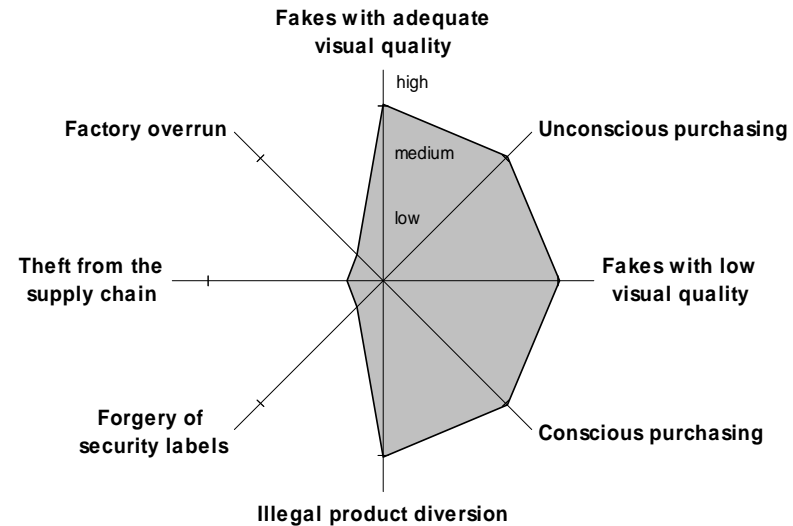 Fakes with adequate
visual quality
high
Factory overrun
Unconscious purchasing
medium
low
Theft from the
supply chain
Fakes with low
visual quality
Forgery of
security labels
Conscious purchasing
Illegal product diversion